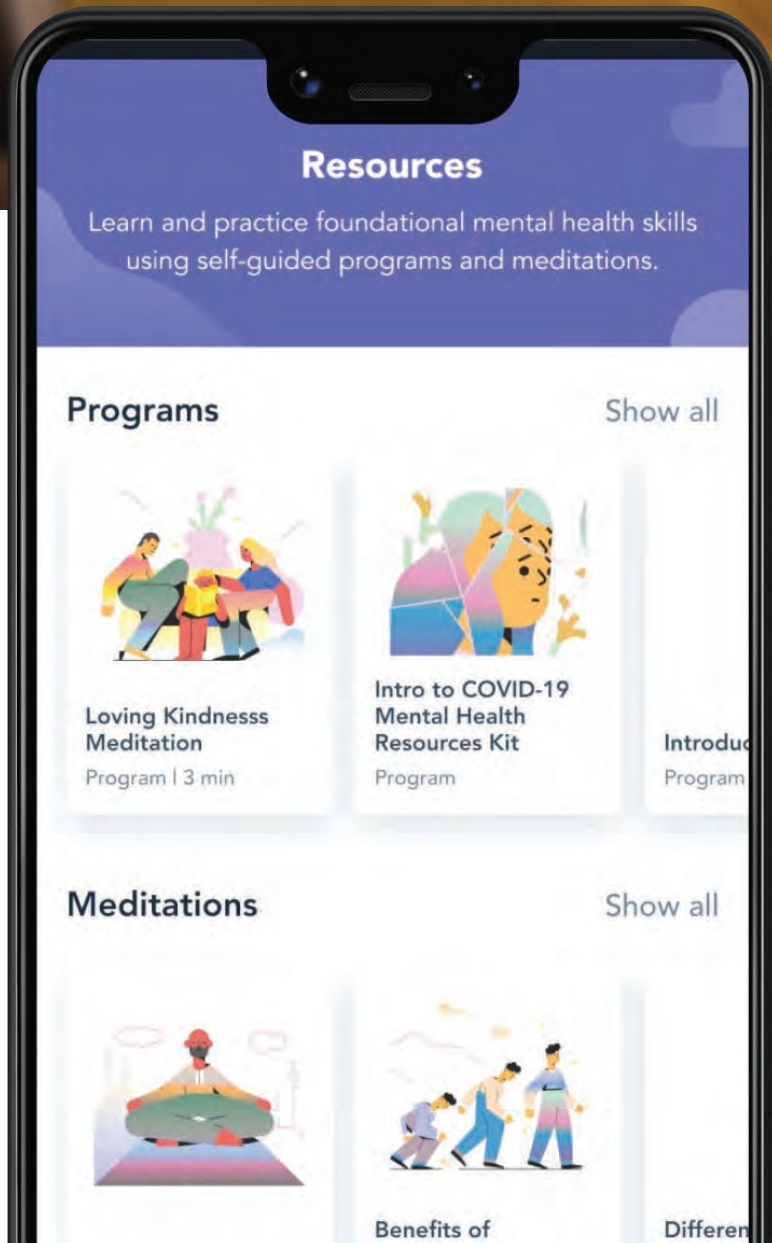 Resources
Learn and practice foundational mental health skills
using self-guided programs and meditations.
Programs
Show all
Loving Kindnesss
Meditation
Program | 3 min
Intro to COVID-19
Mental Health
Resources Kit
Program
Introduc
Program
Meditations
Show all
Benefits of
Differen